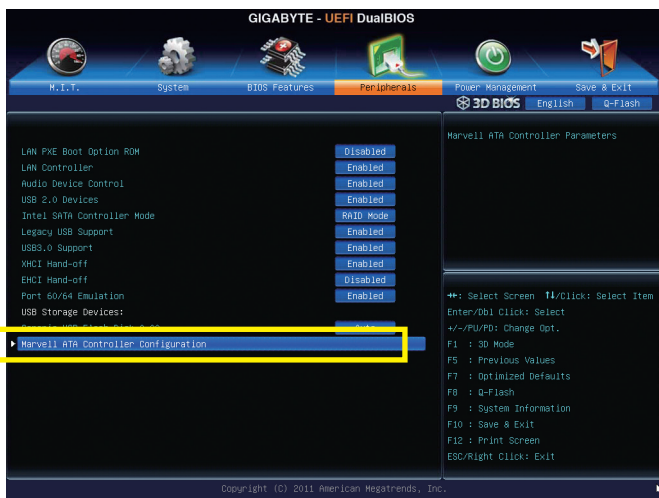 GIGABYTE - UEFI DualBIOS
M.I.T. System BIOS Features Peripherals Power Management Save & Exit
3D BIOS English Q-Flash
Marvell ATA Controller Parameters
LAN PXE Boot Option ROM Disabled
LAN Controller Enabled
Audio Device Control Enabled
USB 2.0 Devices Enabled
Intel SATA Controller Mode RAID Mode
Legacy USB Support Enabled
USB3.0 Support Enabled
XHCI Hand-off Enabled
EHCI Hand-off Disabled
Port 60/64 Emulation Enabled
USB Storage Devices:
Marvell ATA Controller Configuration
: Select Screen ↑↓/Click: Select Item
Enter/Dbl Click: Select
+/-/PU/PD: Change Opt.
F1 : 3D Mode
F5 : Previous Values
F7 : Optimized Defaults
F8 : Q-Flash
F9 : System Information
F10 : Save & Exit
F12 : Print Screen
ESC/Right Click: Exit
Copyright (C) 2011 American Megatrends, Inc.